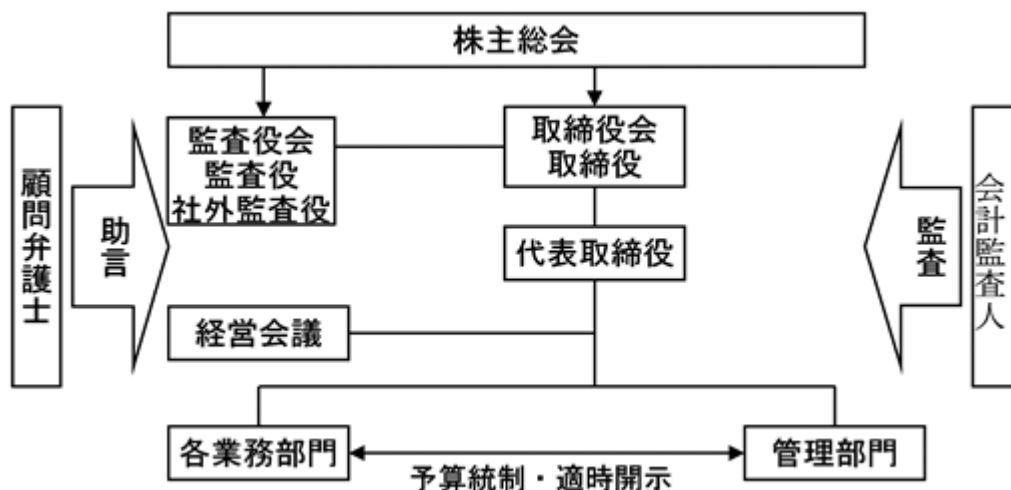 株主総会
監査役会
監査役
社外監査役
取締役会
取締役
顧問弁護士
助言
監査
会計監査人
代表取締役
経営会議
各業務部門
管理部門
予算統制・適時開示